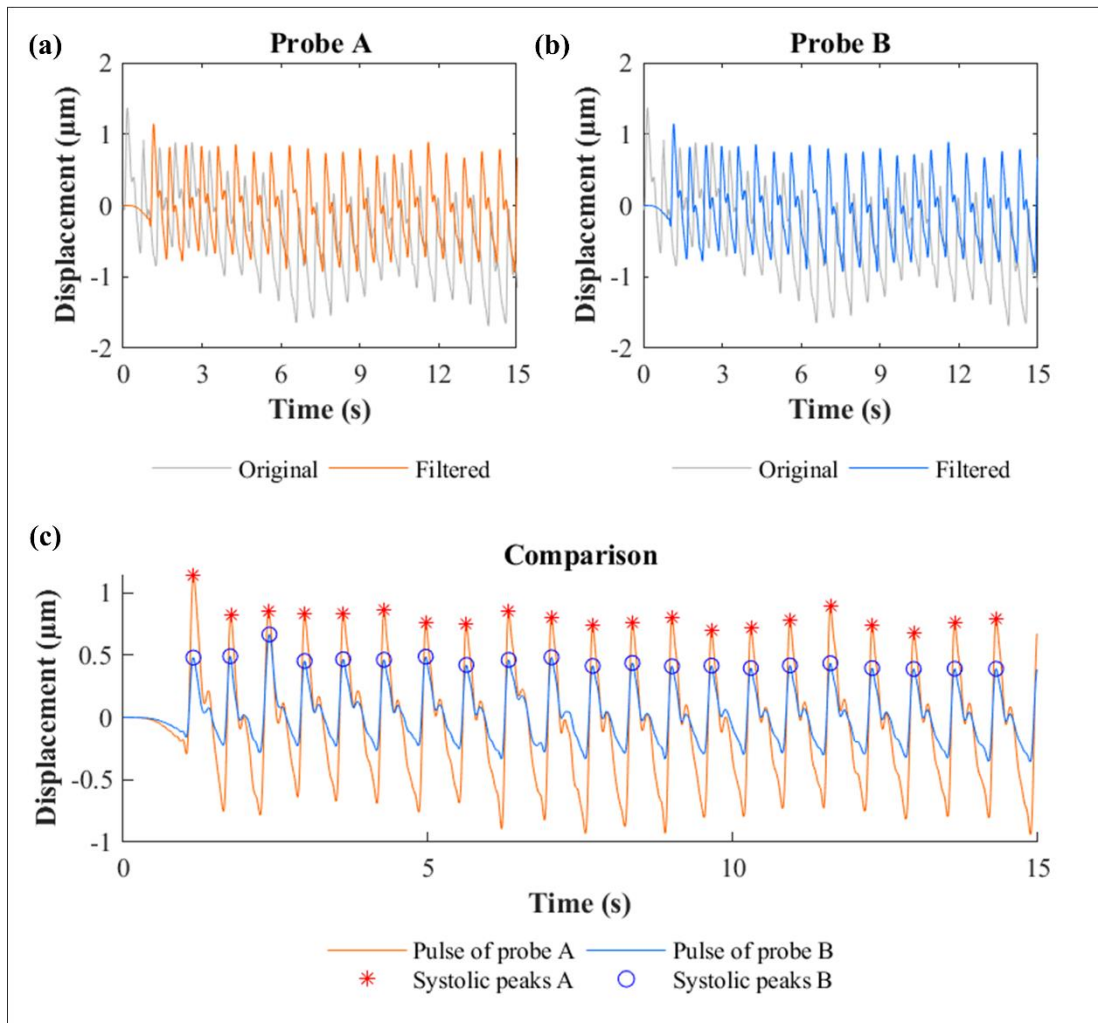 (a)
Probe A
2
1
0
-1
-2
Displacement (μm)
0 3 6 9 12 15
Time (s)
Original Filtered
(b)
Probe B
2
1
0
-1
-2
Displacement (μm)
0 3 6 9 12 15
Time (s)
Original Filtered
(c)
Comparison
1
0.5
0
-0.5
-1
Displacement (μm)
0 5 10 15
Time (s)
Pulse of probe A Pulse of probe B
Systolic peaks A Systolic peaks B